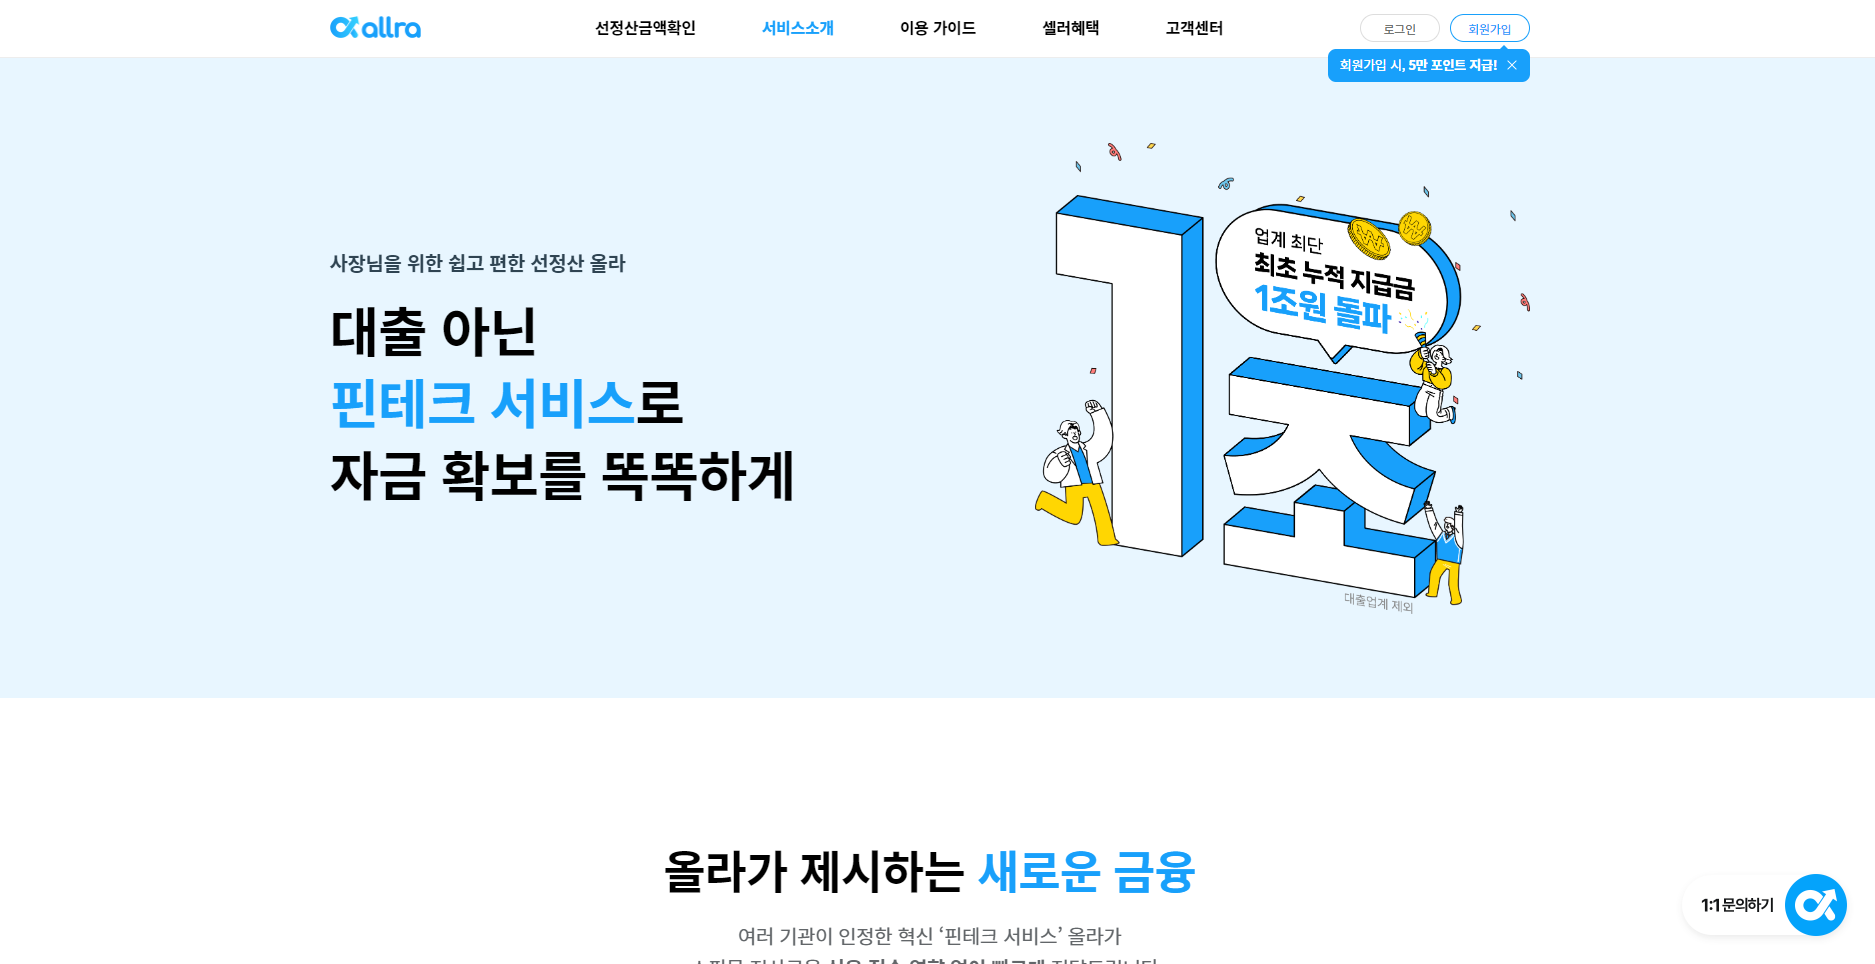 allra
선정산금액확인 서비스소개 이용 가이드 셀러혜택 고객센터 로그인 회원가입
회원가입 시, 5만 포인트 지급!
사장님을 위한 쉽고 편한 선정산 올라
대출 아닌
핀테크 서비스로
자금 확보를 똑똑하게
1조
업계 최단
최초 누적 지급금
1조원 돌파
대출업계 제외
올라가 제시하는 새로운 금융
여러 기관이 인정한 혁신 ‘핀테크 서비스’ 올라가
1:1 문의하기